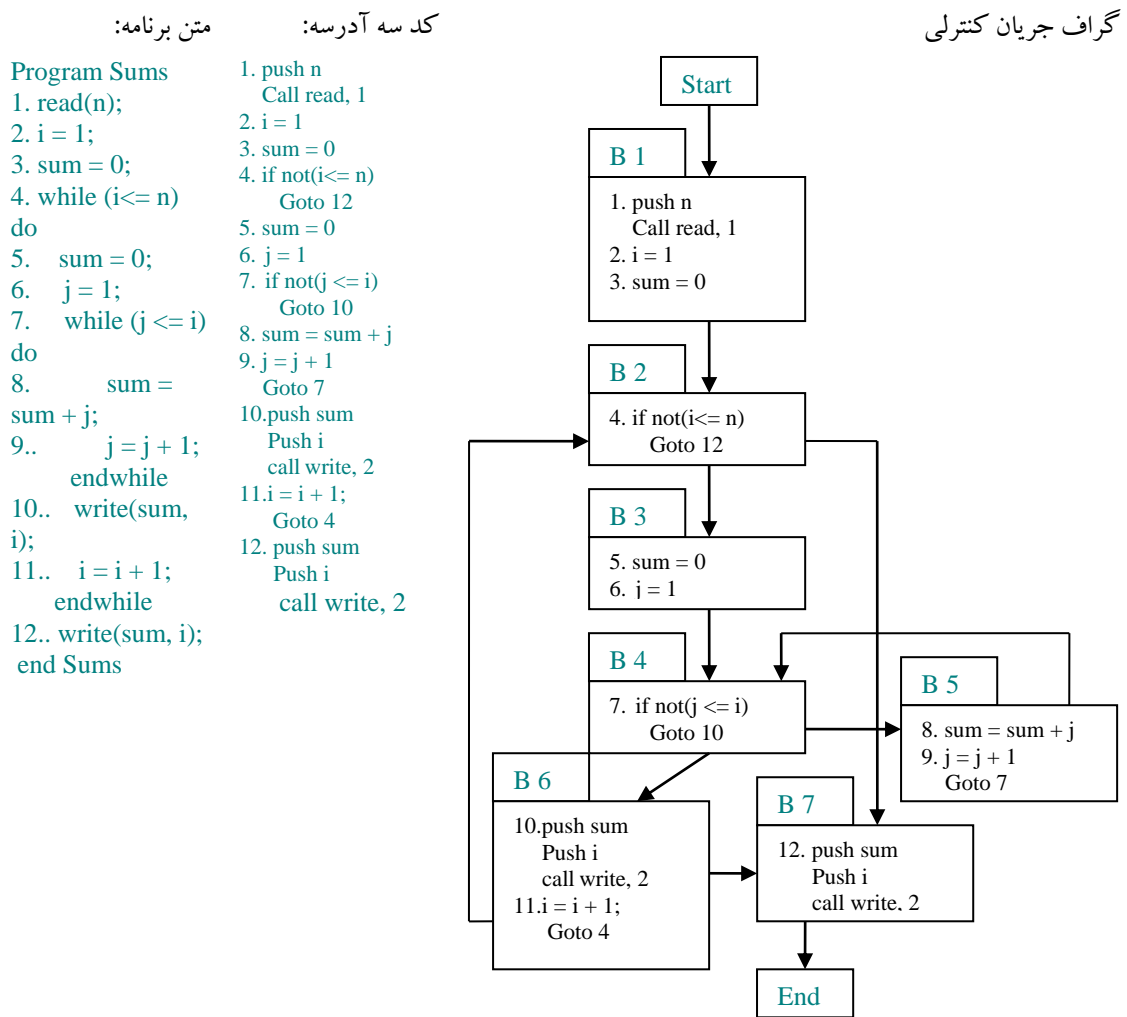 متن برنامه:
Program Sums
1. read(n);
2. i = 1;
3. sum = 0;
4. while (i<= n)
do
5. sum = 0;
6. j = 1;
7. while (j <= i)
do
8. sum =
sum + j;
9.. j = j + 1;
endwhile
10.. write(sum,
i);
11.. i = i + 1;
endwhile
12.. write(sum, i);
end Sums
کد سه آدرسه:
1. push n
Call read, 1
2. i = 1
3. sum = 0
4. if not(i<= n)
Goto 12
5. sum = 0
6. j = 1
7. if not(j <= i)
Goto 10
8. sum = sum + j
9. j = j + 1
Goto 7
10.push sum
Push i
call write, 2
11.i = i + 1;
Goto 4
12. push sum
Push i
call write, 2
گراف جریان کنترلی
Start
B 1
1. push n
Call read, 1
2. i = 1
3. sum = 0
B 2
4. if not(i<= n)
Goto 12
B 3
5. sum = 0
6. j = 1
B 4
7. if not(j <= i)
Goto 10
B 5
8. sum = sum + j
9. j = j + 1
Goto 7
B 6
10.push sum
Push i
call write, 2
11.i = i + 1;
Goto 4
B 7
12. push sum
Push i
call write, 2
End